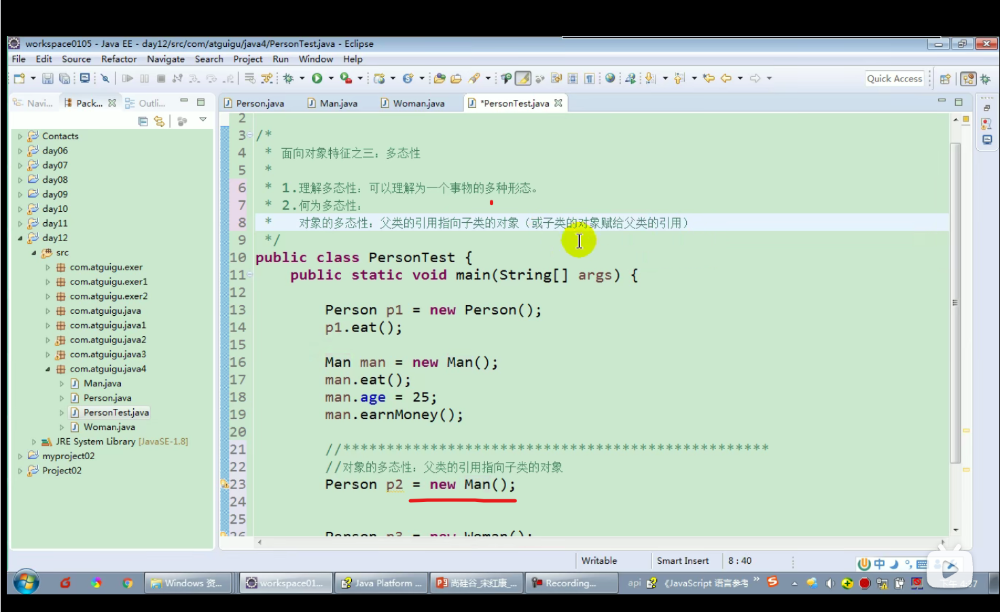 workspace0105 - Java EE - day12/src/com/atguigu/java4/PersonTest.java - Eclipse
File Edit Source Refactor Navigate Search Project Run Window Help
Quick Access
Navi... Pack... Outli...
Contacts
day06
day07
day08
day09
day10
day11
day12
src
com.atguigu.exer
com.atguigu.exer1
com.atguigu.exer2
com.atguigu.java
com.atguigu.java1
com.atguigu.java2
com.atguigu.java3
com.atguigu.java4
Man.java
Person.java
PersonTest.java
Woman.java
JRE System Library [JavaSE-1.8]
myproject02
Project02
Person.java Man.java Woman.java *PersonTest.java
2
3 /*
4 * 面向对象特征之三：多态性
5 *
6 * 1.理解多态性：可以理解为一个事物的多种形态。
7 * 2.何为多态性：
8 * 对象的多态性：父类的引用指向子类的对象（或子类的对象赋给父类的引用）
9 */
10 public class PersonTest {
11 public static void main(String[] args) {
12
13 Person p1 = new Person();
14 p1.eat();
15
16 Man man = new Man();
17 man.eat();
18 man.age = 25;
19 man.earnMoney();
20
21 //*************************************************
22 //对象的多态性：父类的引用指向子类的对象
23 Person p2 = new Man();
24
25
26 Person p3 = new Woman();
Writable Smart Insert 8 : 40
中
Windows 资... workspace01... Java Platform ... 尚硅谷_宋红康_... Recording... api 《JavaScript 语言参考 »